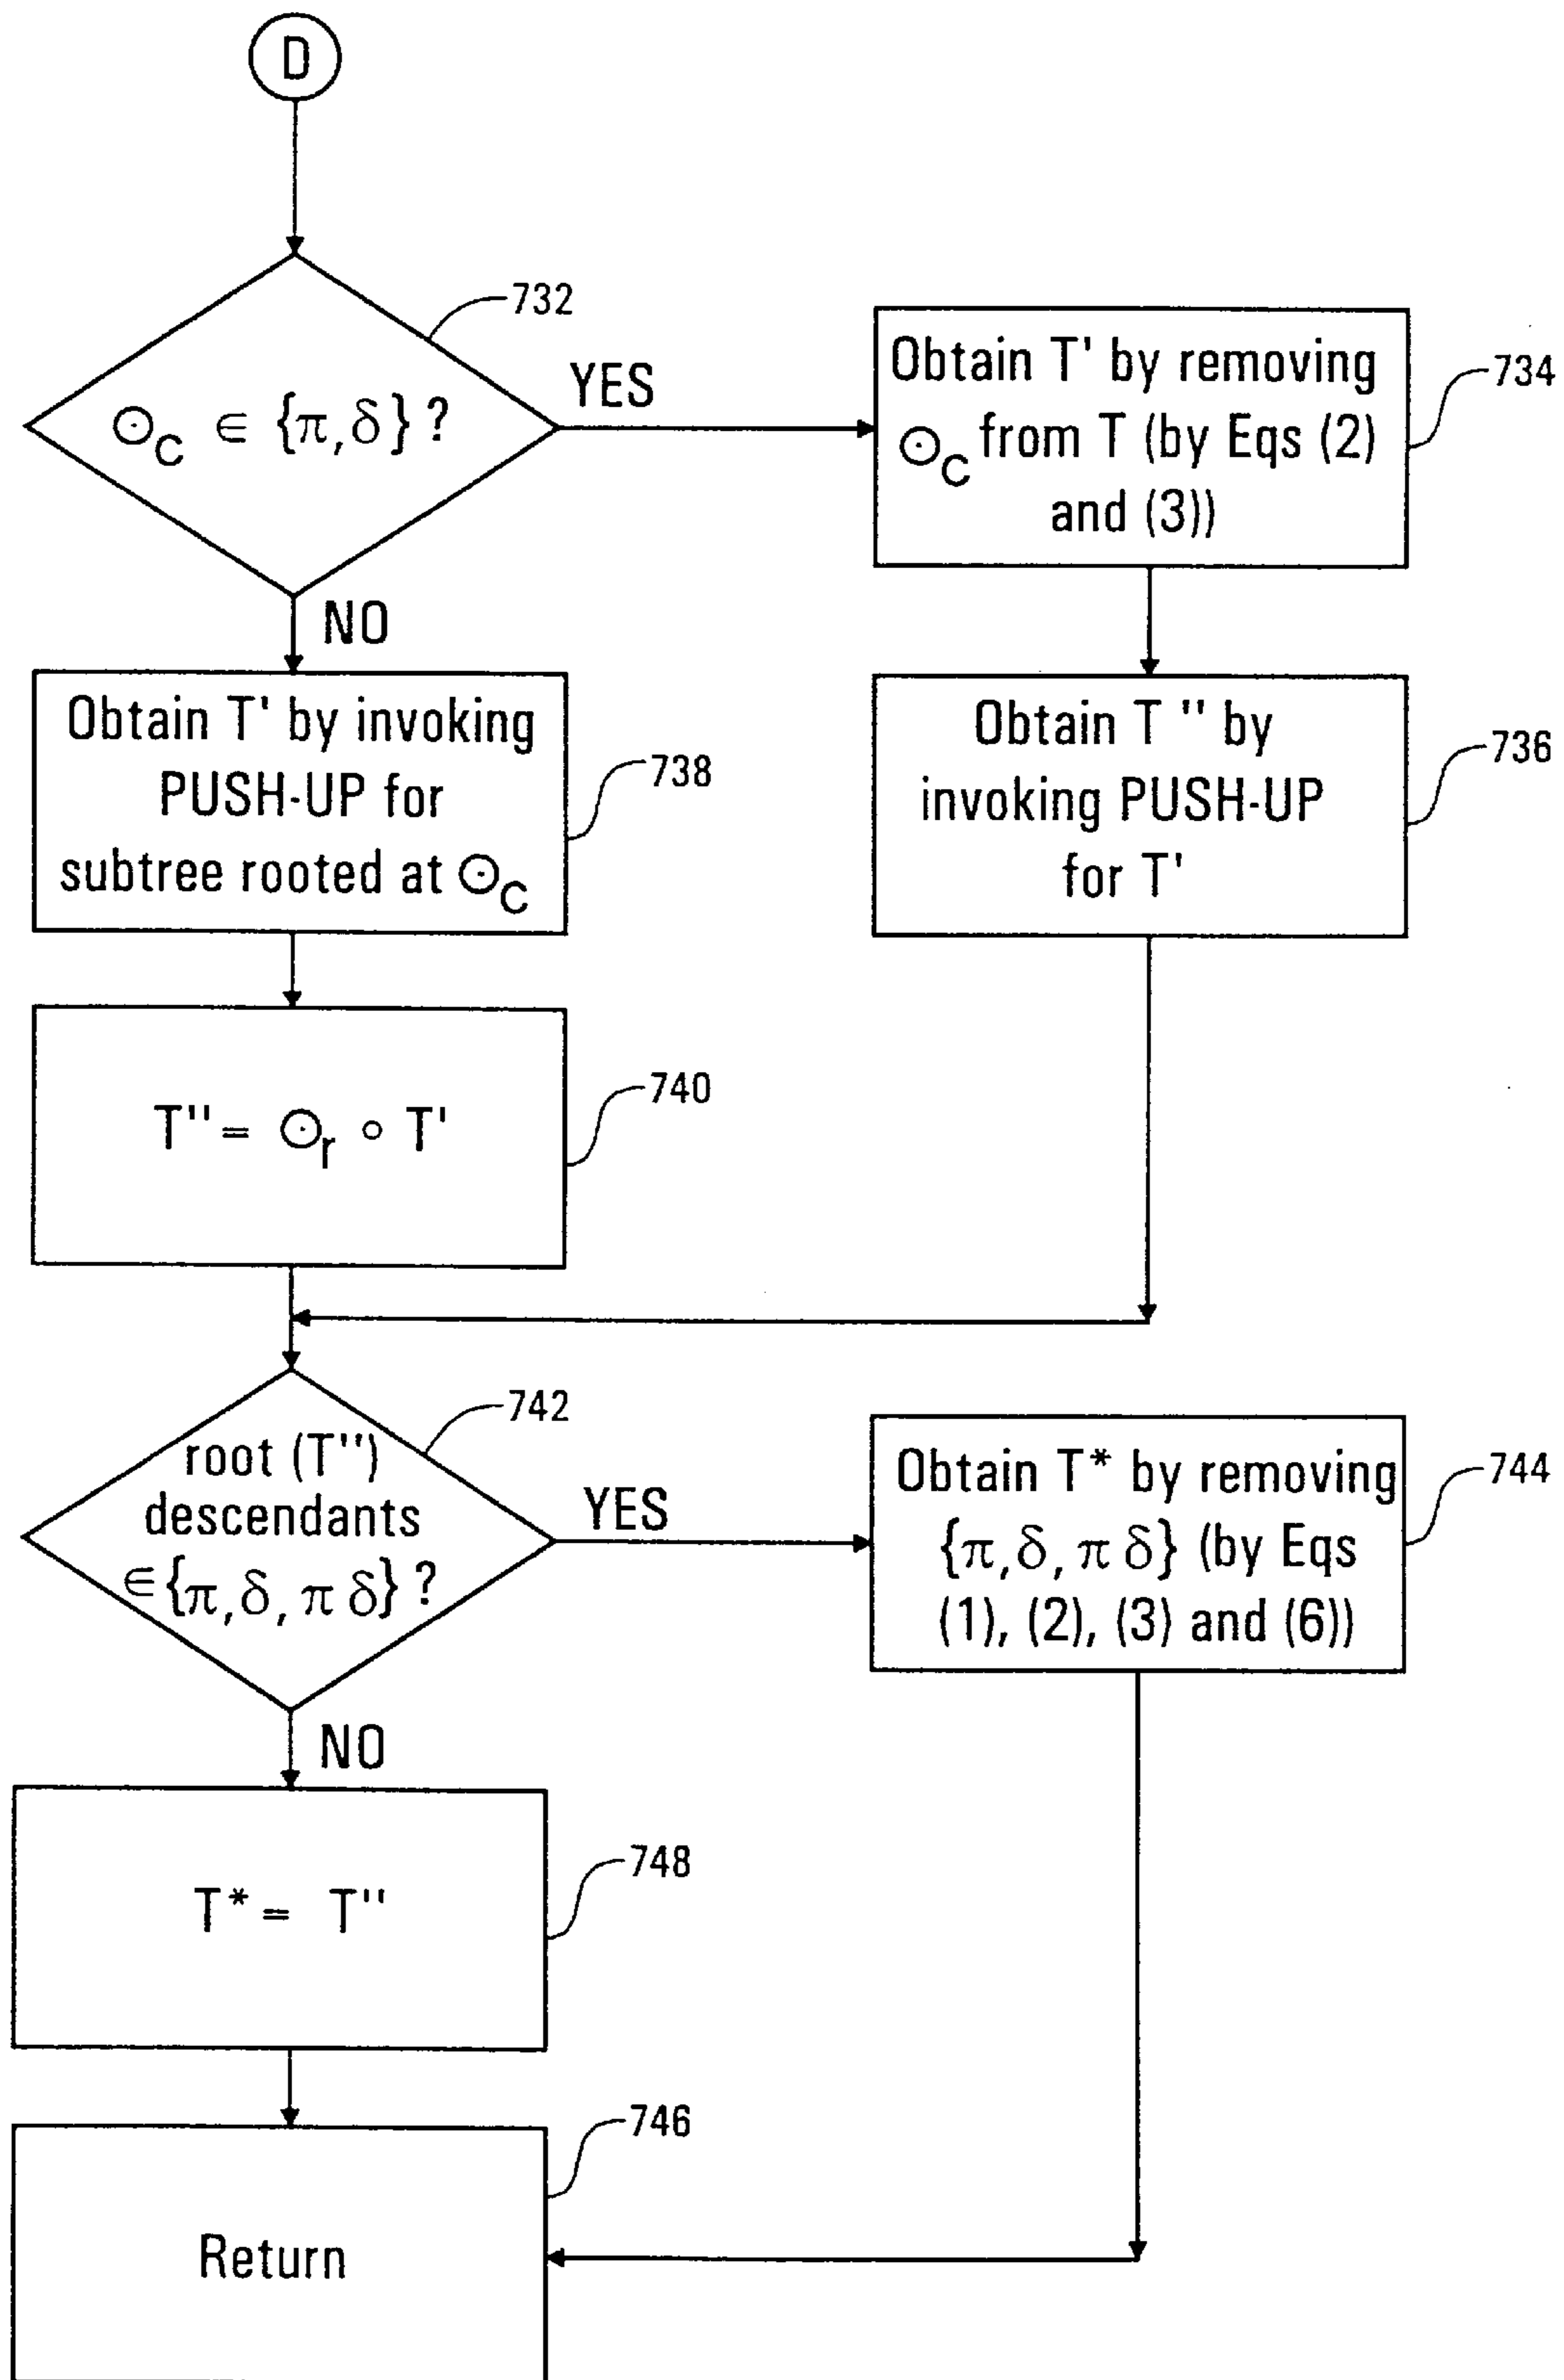 D
732
⊙C ∈ {π,δ} ?
YES
NO
Obtain T' by removing
⊙C from T (by Eqs (2)
and (3))
734
Obtain T'' by
invoking PUSH-UP
for T'
736
Obtain T' by invoking
PUSH-UP for
subtree rooted at ⊙C
738
T''= ⊙r ∘ T'
740
742
root (T'')
descendants
∈{π,δ, π δ} ?
YES
NO
Obtain T* by removing
{π,δ, π δ} (by Eqs
(1), (2), (3) and (6))
744
T* = T''
748
746
Return